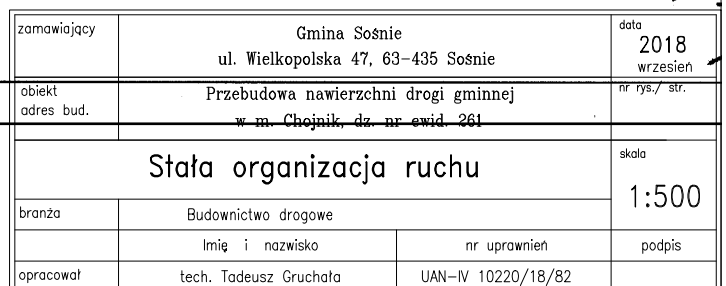 zamawiający
Gmina Sośnie
ul. Wielkopolska 47, 63-435 Sośnie
data
2018
wrzesień
obiekt
adres bud.
Przebudowa nawierzchni drogi gminnej
w m. Chojnik, dz. nr ewid. 261
nr rys./ str.
Stała organizacja ruchu
skala
1:500
branża
Budownictwo drogowe
Imię i nazwisko
nr uprawnień
podpis
opracował
tech. Tadeusz Gruchała
UAN-IV 10220/18/82